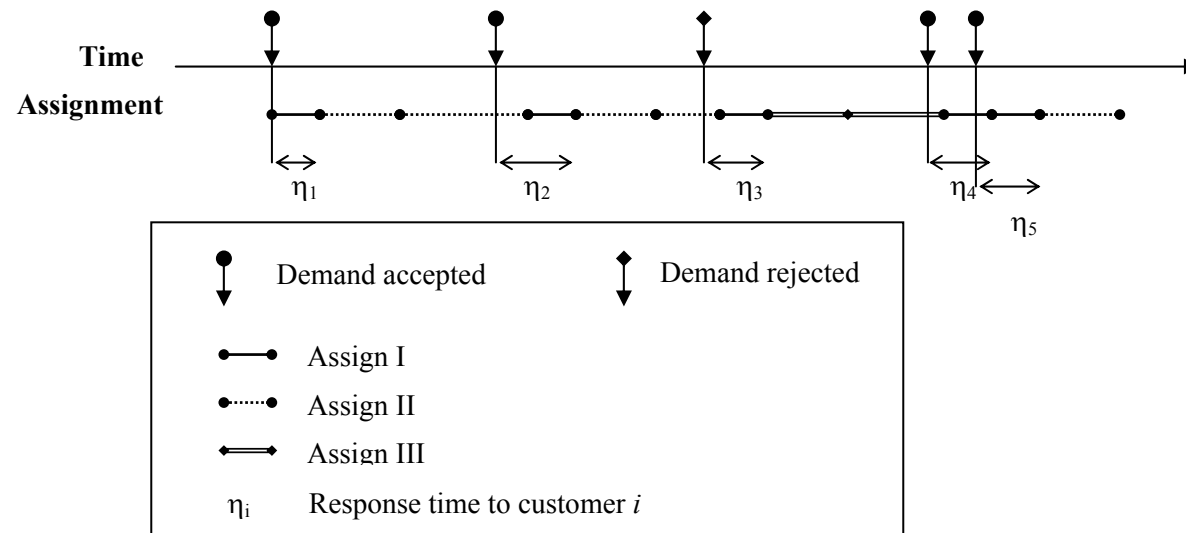 Time
Assignment
η1
η2
η3
η4
η5
Demand accepted
Demand rejected
Assign I
Assign II
Assign III
ηi Response time to customer i